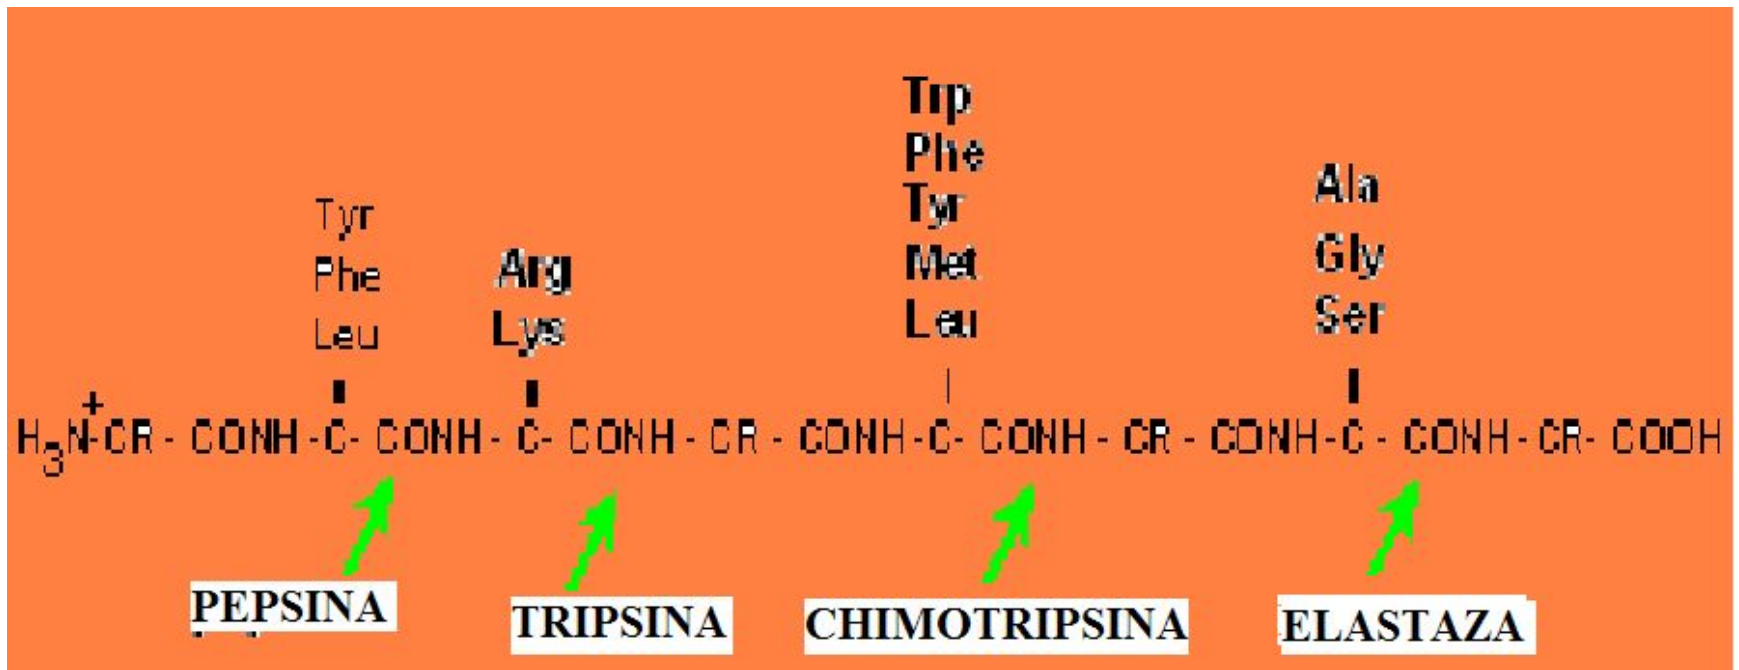 Trp
Phe
Tyr
Met
Leu
Ala
Gly
Ser
Tyr
Phe
Leu
Arg
Lys
H₃N⁺-CR - CONH -C- CONH - C- CONH - CR - CONH -C- CONH - CR - CONH-C - CONH-CR- COOH
PEPSINA
TRIPSINA
CHIMOTRIPSINA
ELASTAZA